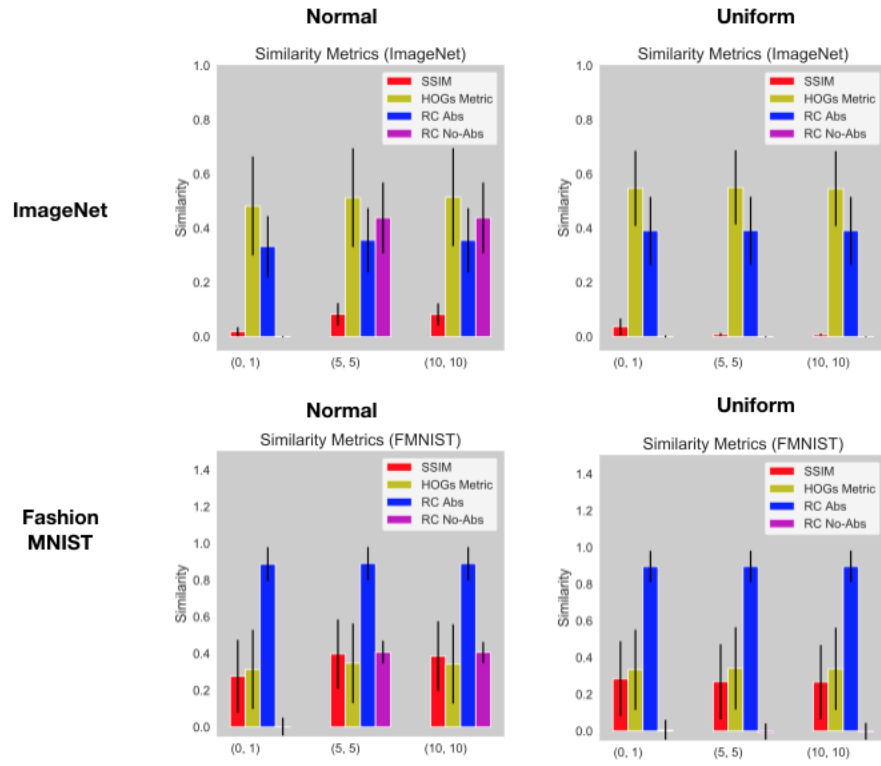 Normal
Uniform
ImageNet
Similarity Metrics (ImageNet)
1.0
0.8
0.6
0.4
0.2
0.0
Similarity
SSIM
HOGs Metric
RC Abs
RC No-Abs
(0, 1) (5, 5) (10, 10)
Similarity Metrics (ImageNet)
1.0
0.8
0.6
0.4
0.2
0.0
Similarity
SSIM
HOGs Metric
RC Abs
RC No-Abs
(0, 1) (5, 5) (10, 10)
Normal
Uniform
Fashion
MNIST
Similarity Metrics (FMNIST)
1.4
1.2
1.0
0.8
0.6
0.4
0.2
0.0
Similarity
SSIM
HOGs Metric
RC Abs
RC No-Abs
(0, 1) (5, 5) (10, 10)
Similarity Metrics (FMNIST)
1.4
1.2
1.0
0.8
0.6
0.4
0.2
0.0
Similarity
SSIM
HOGs Metric
RC Abs
RC No-Abs
(0, 1) (5, 5) (10, 10)